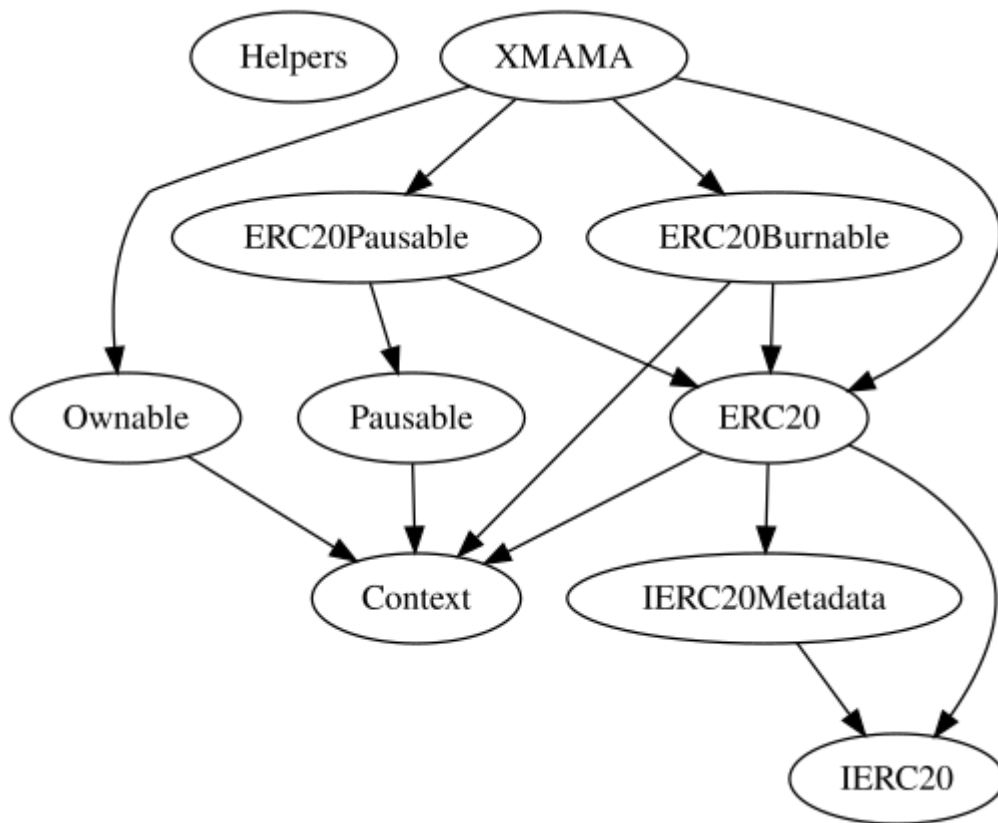 Helpers
XMAMA
ERC20Pausable
ERC20Burnable
Ownable
Pausable
ERC20
Context
IERC20Metadata
IERC20